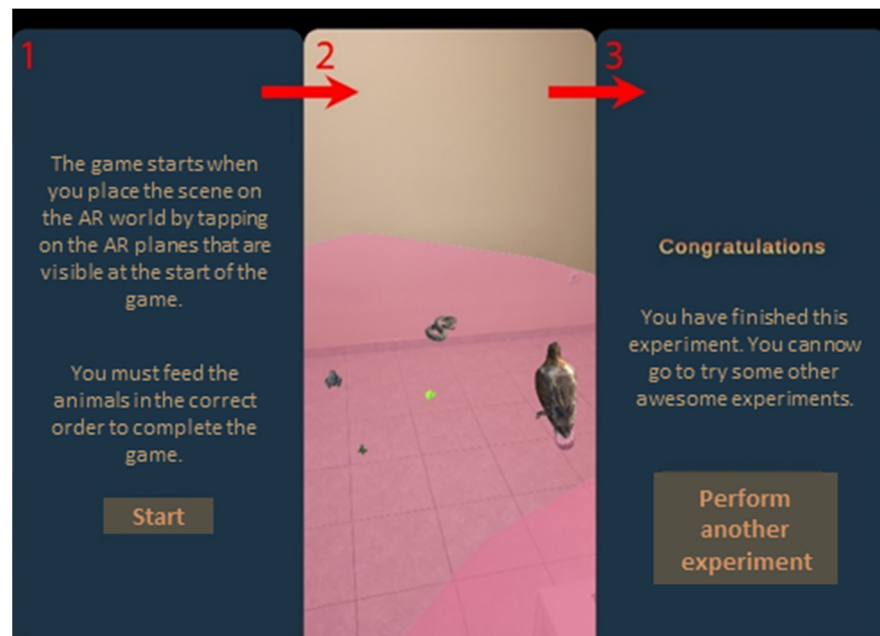 1
The game starts when
you place the scene on
the AR world by tapping
on the AR planes that are
visible at the start of the
game.
You must feed the
animals in the correct
order to complete the
game.
Start
2
3
Congratulations
You have finished this
experiment. You can now
go to try some other
awesome experiments.
Perform
another
experiment